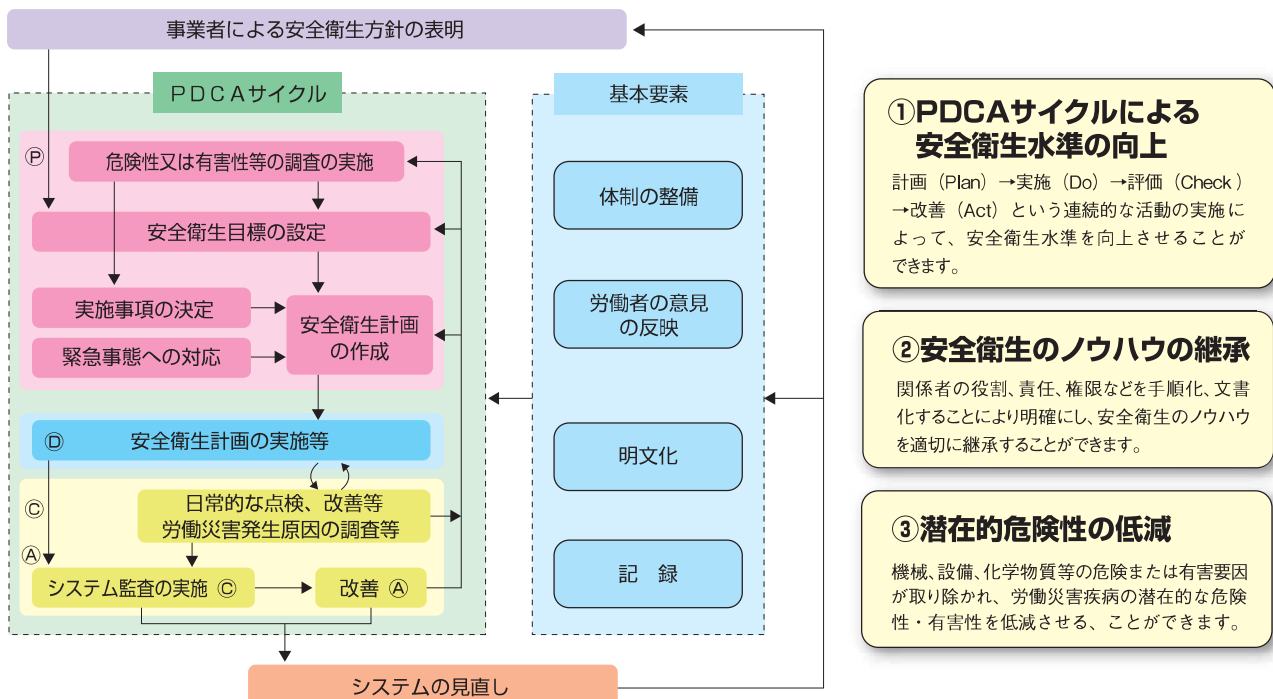 事業者による安全衛生方針の表明
PDCAサイクル
Ⓟ
危険性又は有害性等の調査の実施
安全衛生目標の設定
実施事項の決定
緊急事態への対応
安全衛生計画
の作成
Ⓓ
安全衛生計画の実施等
Ⓒ
日常的な点検、改善等
労働災害発生原因の調査等
Ⓐ
システム監査の実施 Ⓒ
改善 Ⓐ
システムの見直し
基本要素
体制の整備
労働者の意見
の反映
明文化
記 録
①PDCAサイクルによる
安全衛生水準の向上
計画(Plan)→実施(Do)→評価(Check)
→改善(Act)という連続的な活動の実施に
よって、安全衛生水準を向上させることが
できます。
②安全衛生のノウハウの継承
関係者の役割、責任、権限などを手順化、文書
化することにより明確にし、安全衛生のノウハウ
を適切に継承することができます。
③潜在的危険性の低減
機械、設備、化学物質等の危険または有害要因
が取り除かれ、労働災害疾病の潜在的な危険
性・有害性を低減させる、ことができます。